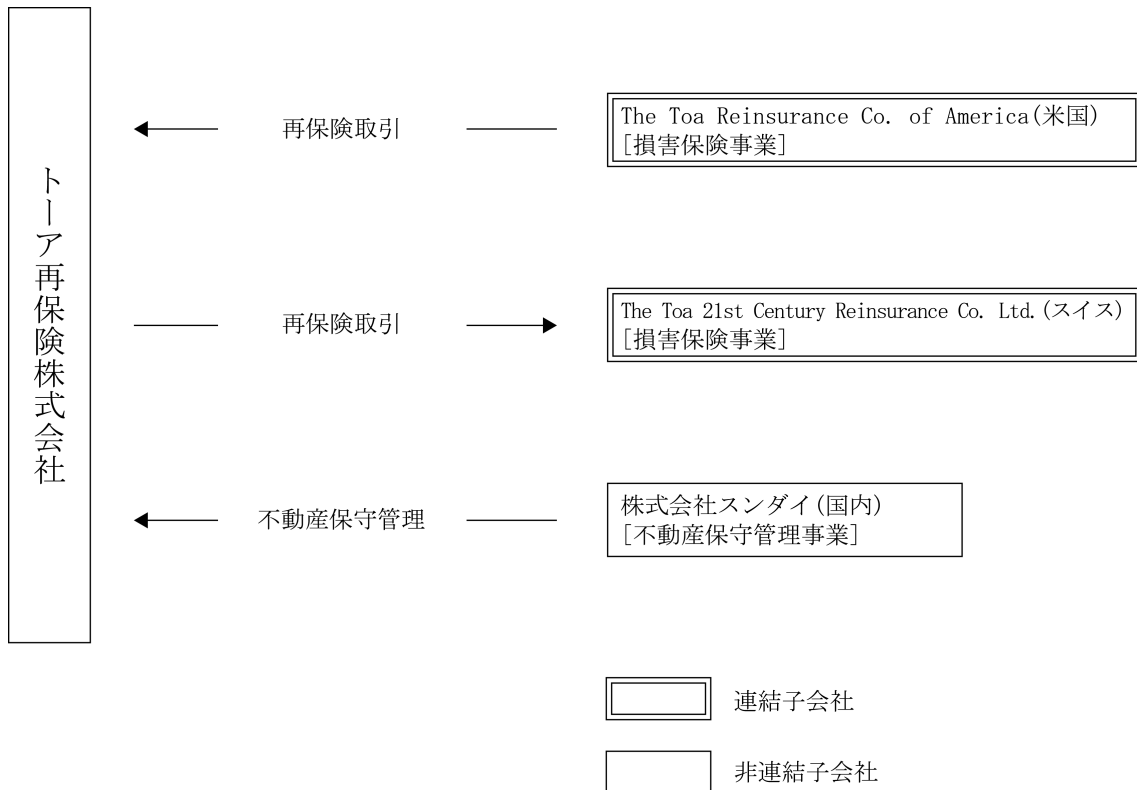 トーア再保険株式会社
再保険取引
The Toa Reinsurance Co. of America(米国)
[損害保険事業]
再保険取引
The Toa 21st Century Reinsurance Co. Ltd.(スイス)
[損害保険事業]
不動産保守管理
株式会社スンダイ(国内)
[不動産保守管理事業]
連結子会社
非連結子会社